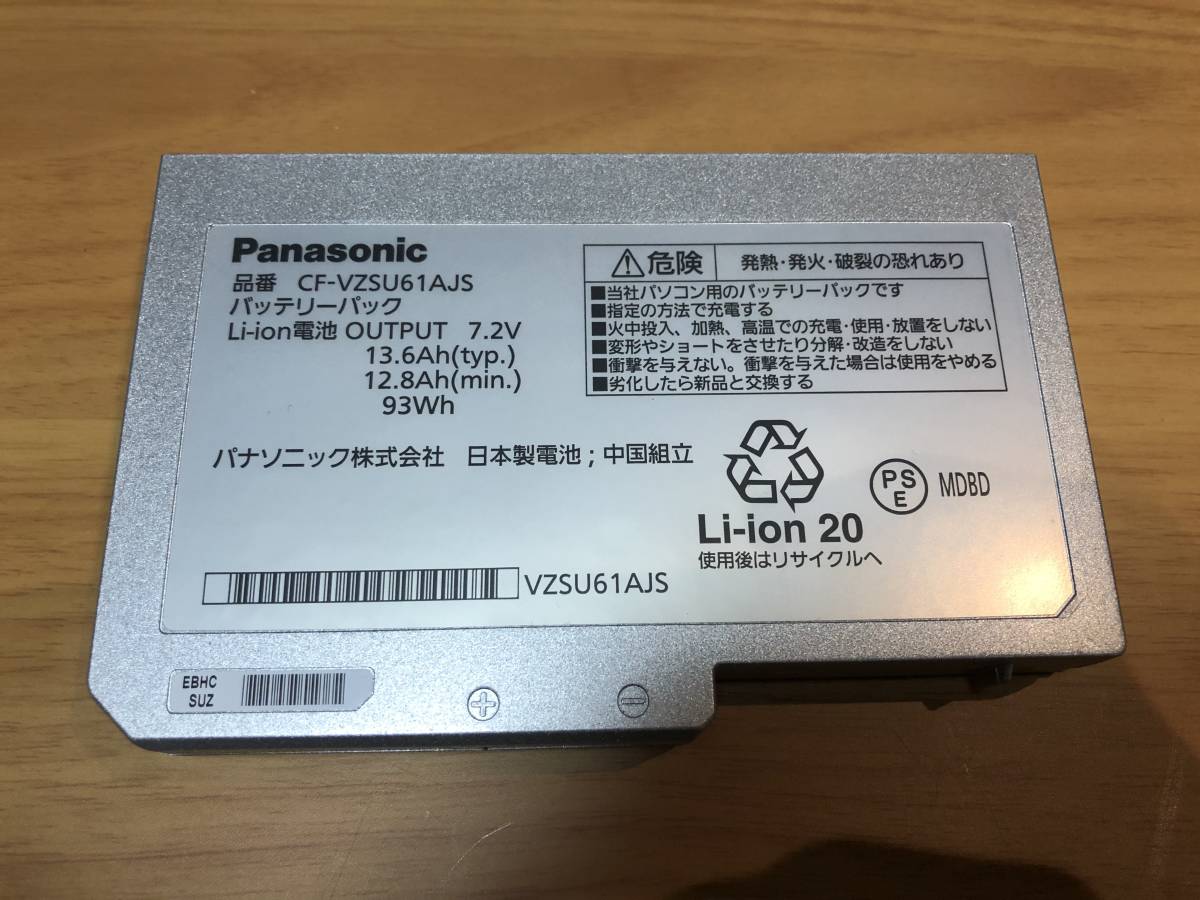 Panasonic
品番 CF-VZSU61AJS
バッテリーパック
Li-ion電池 OUTPUT 7.2V
13.6Ah(typ.)
12.8Ah(min.)
93Wh
危険 発熱・発火・破裂の恐れあり
■当社パソコン用のバッテリーパックです
■指定の方法で充電する
■火中投入、加熱、高温での充電・使用・放置をしない
■変形やショートをさせたり分解・改造をしない
■衝撃を与えない。衝撃を与えた場合は使用をやめる
■劣化したら新品と交換する
パナソニック株式会社 日本製電池；中国組立
Li-ion 20
使用後はリサイクルへ
PS
E
MDBD
VZSU61AJS
EBHC
SUZ